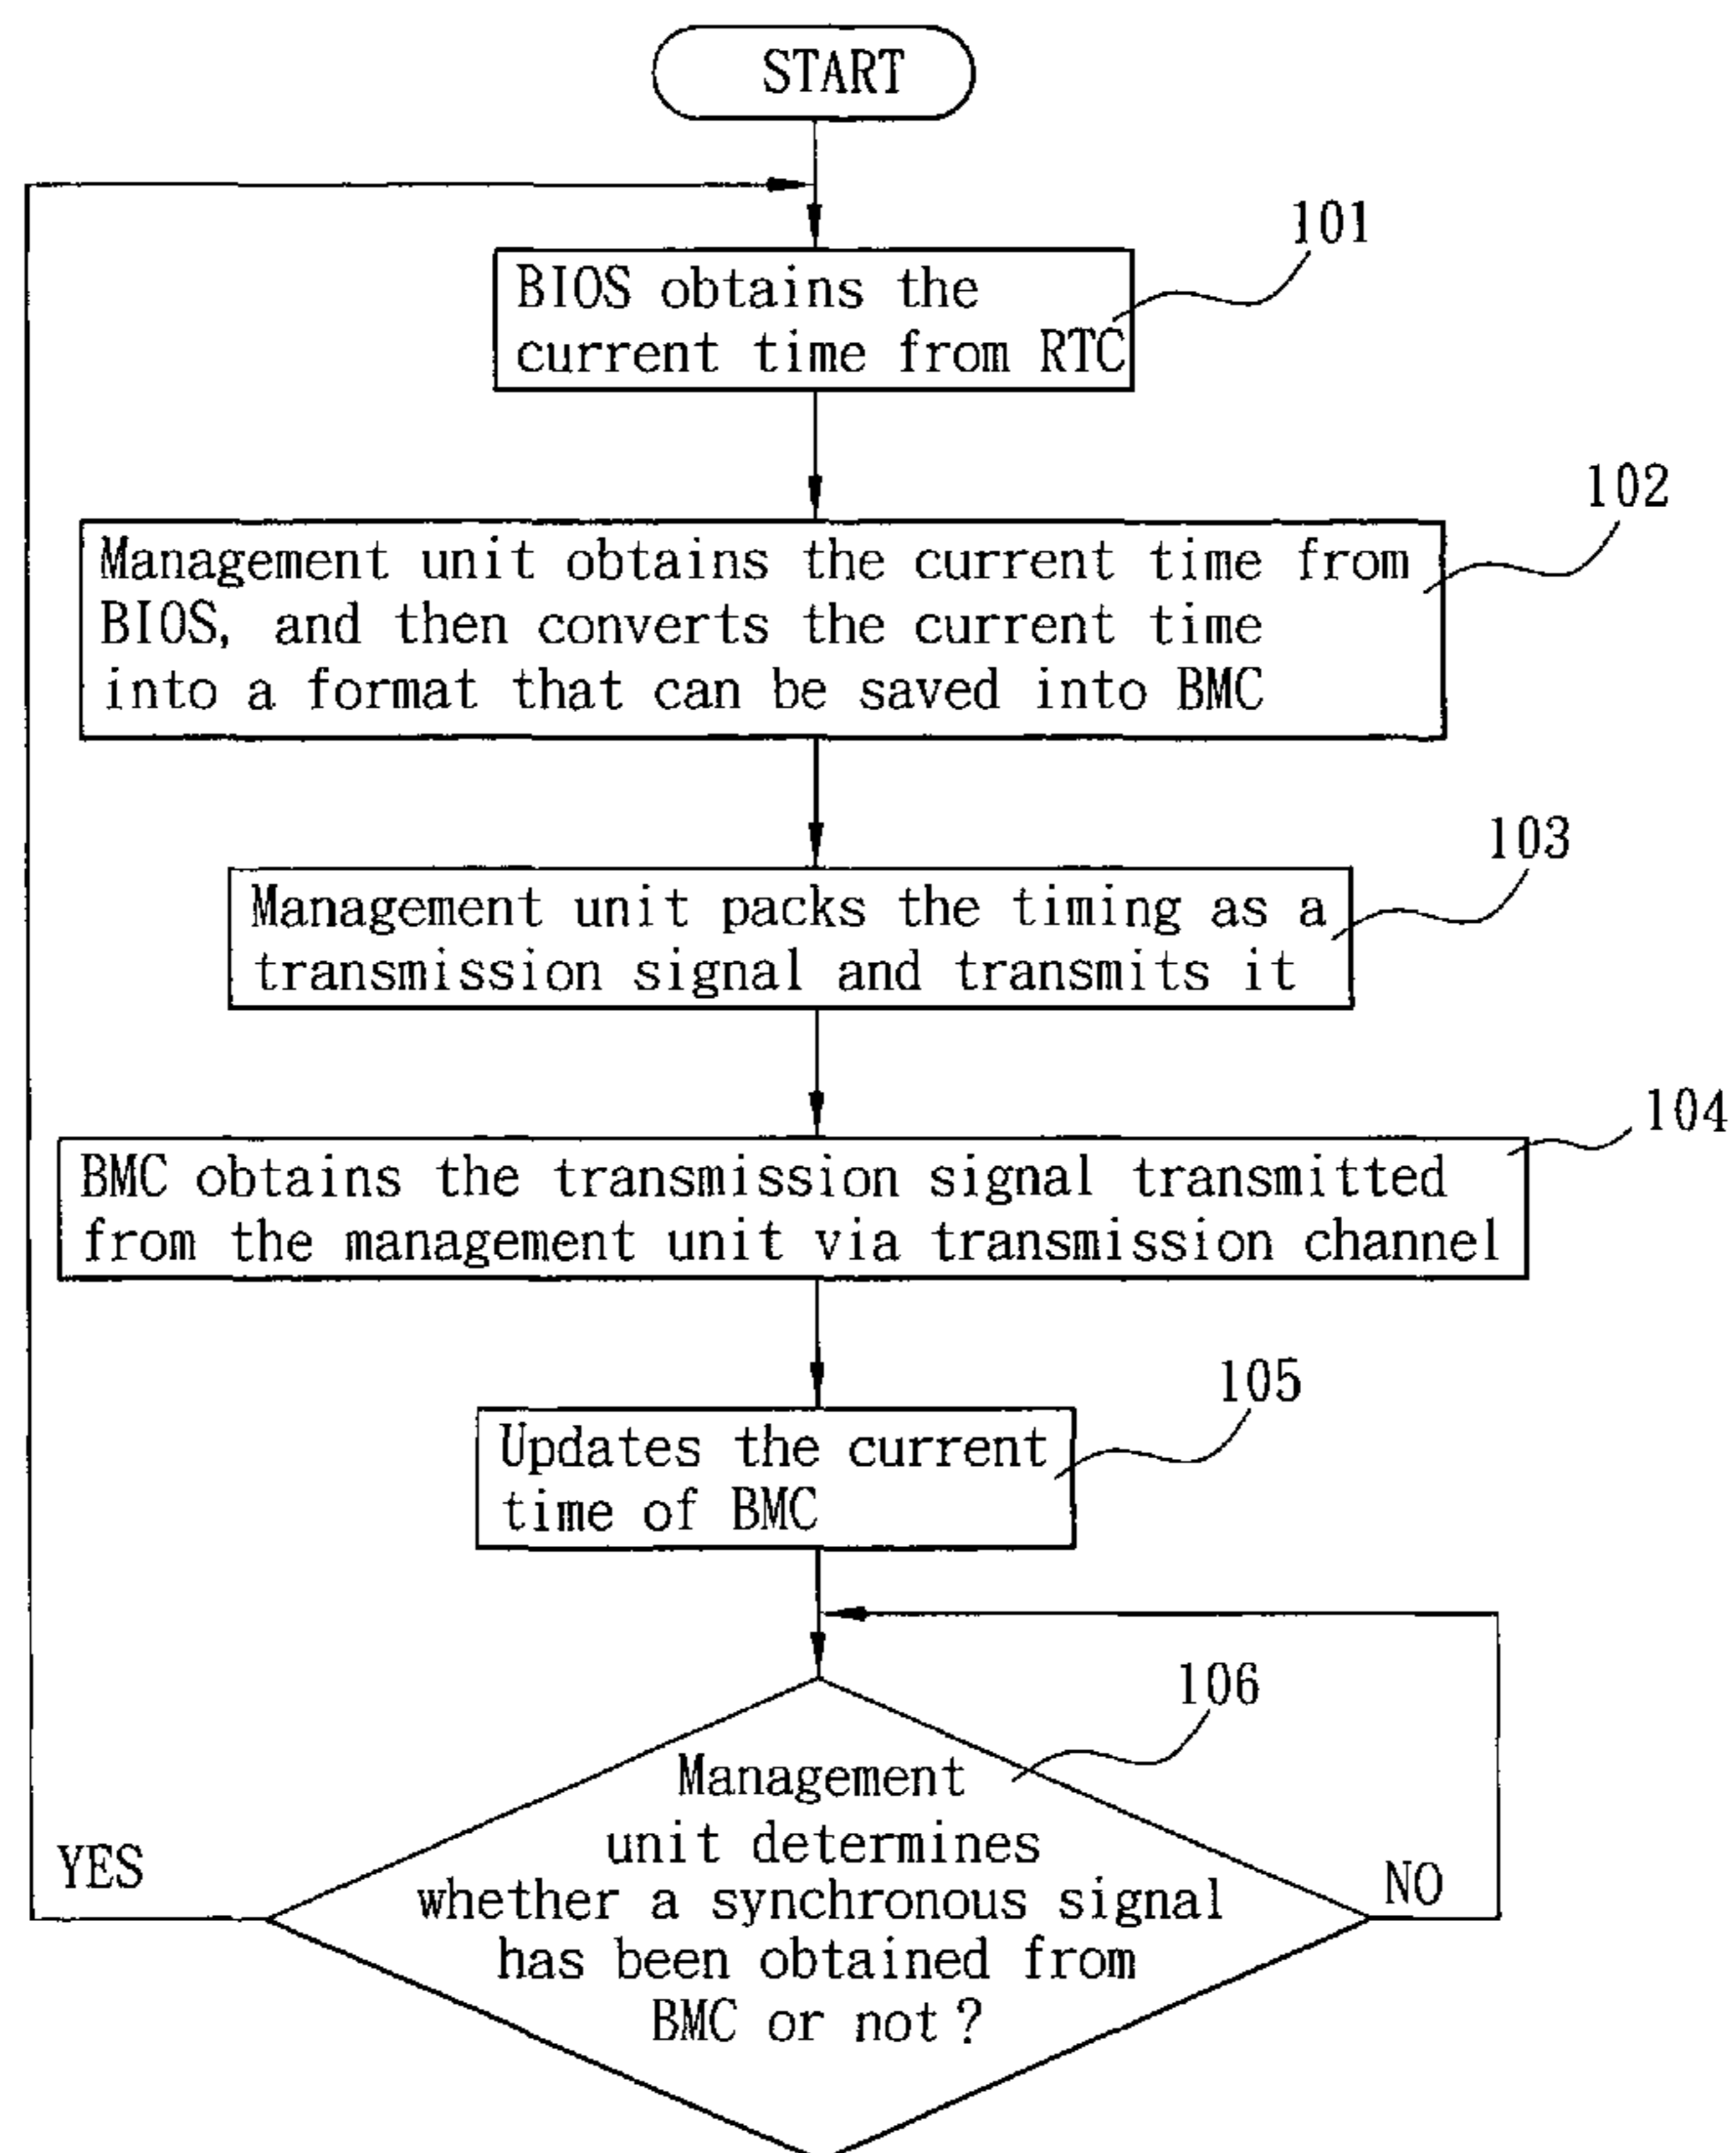 START
101
BIOS obtains the
current time from RTC
102
Management unit obtains the current time from
BIOS, and then converts the current time
into a format that can be saved into BMC
103
Management unit packs the timing as a
transmission signal and transmits it
104
BMC obtains the transmission signal transmitted
from the management unit via transmission channel
105
Updates the current
time of BMC
106
Management
unit determines
whether a synchronous signal
has been obtained from
BMC or not?
YES
NO